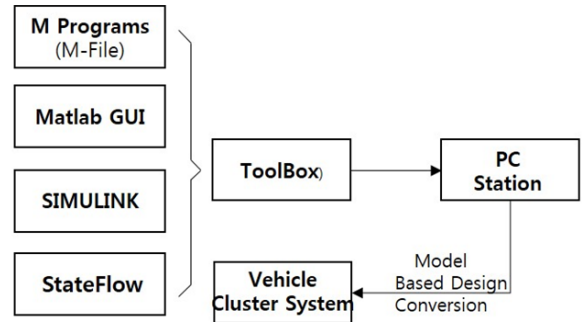 M Programs
(M-File)
Matlab GUI
SIMULINK
StateFlow
ToolBox)
PC
Station
Model
Based Design
Conversion
Vehicle
Cluster System